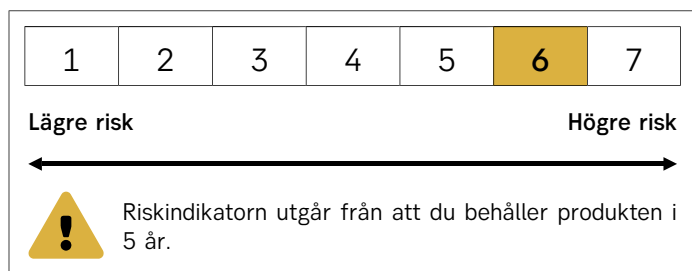 1 2 3 4 5 6 7
Lägre risk Högre risk
Riskindikatorn utgår från att du behåller produkten i
5 år.